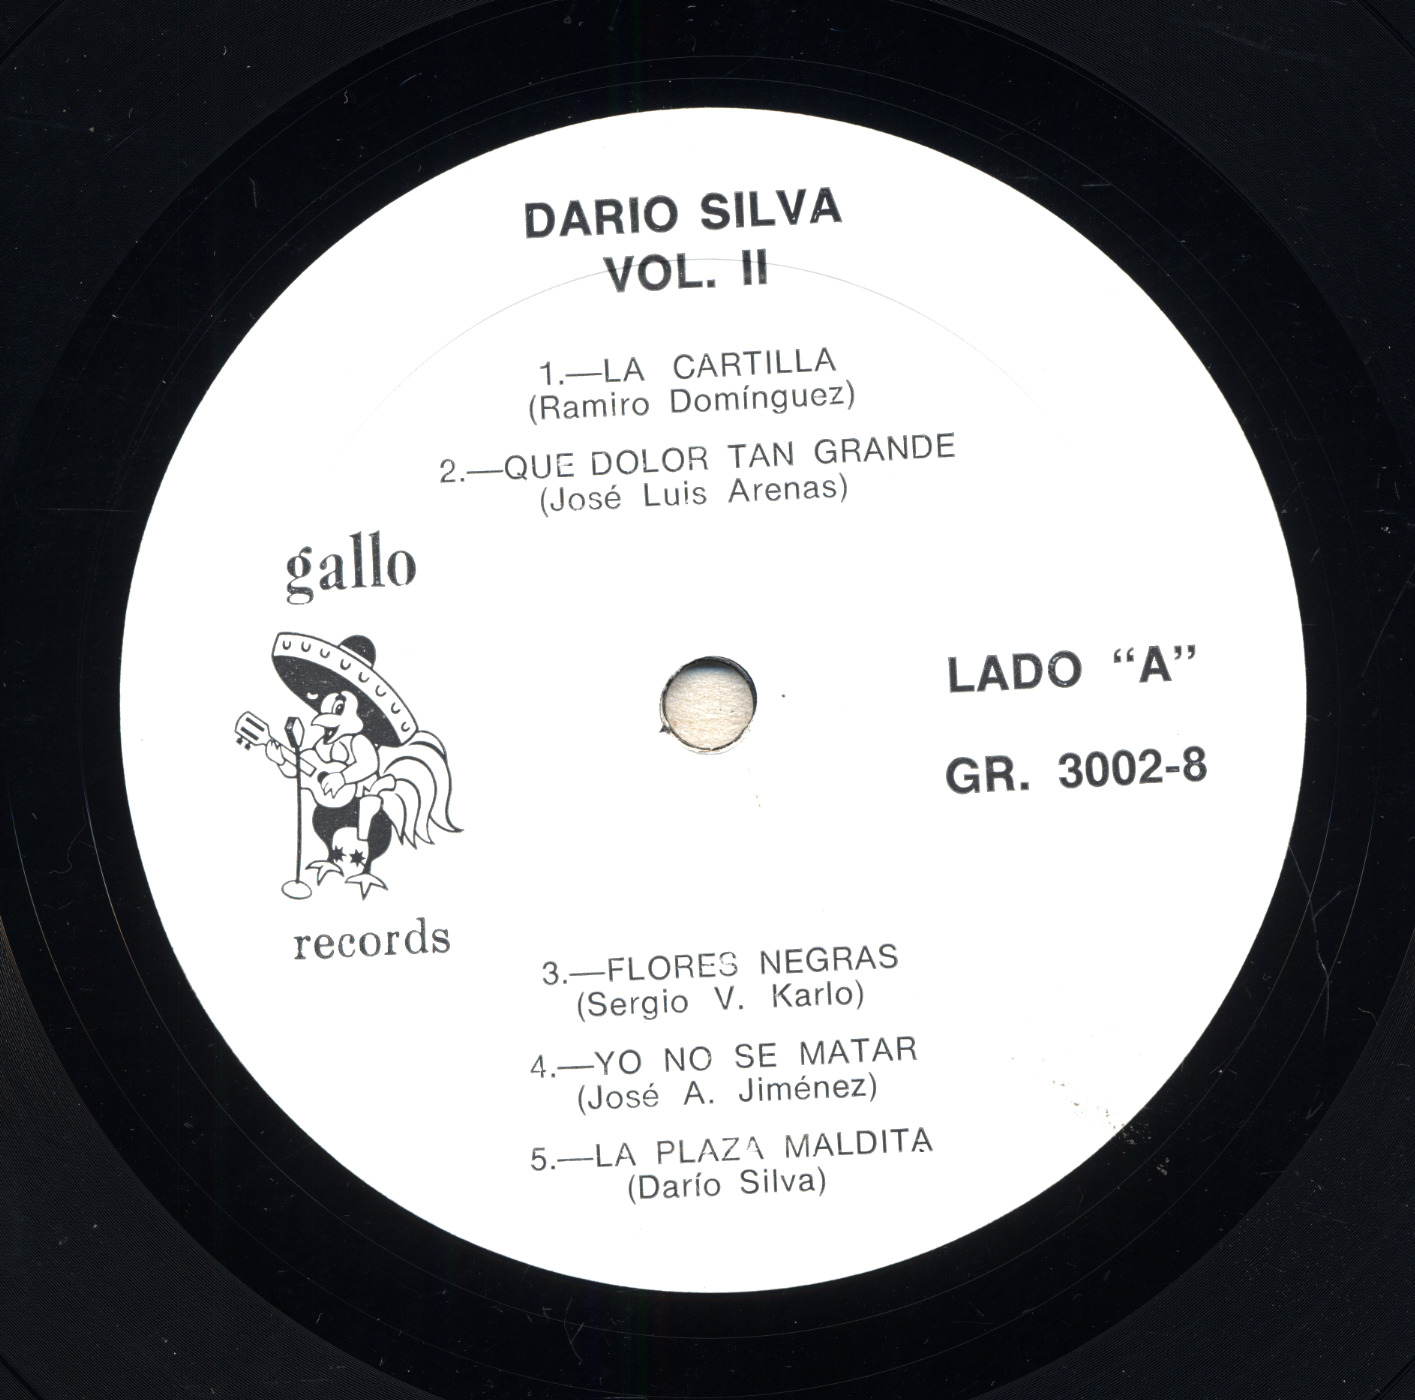 DARIO SILVA
VOL. II
1.—LA CARTILLA
(Ramiro Domínguez)
2.—QUE DOLOR TAN GRANDE
(José Luis Arenas)
gallo
records
LADO “A”
GR. 3002-8
3.—FLORES NEGRAS
(Sergio V. Karlo)
4.—YO NO SE MATAR
(José A. Jiménez)
5.—LA PLAZA MALDITA
(Darío Silva)